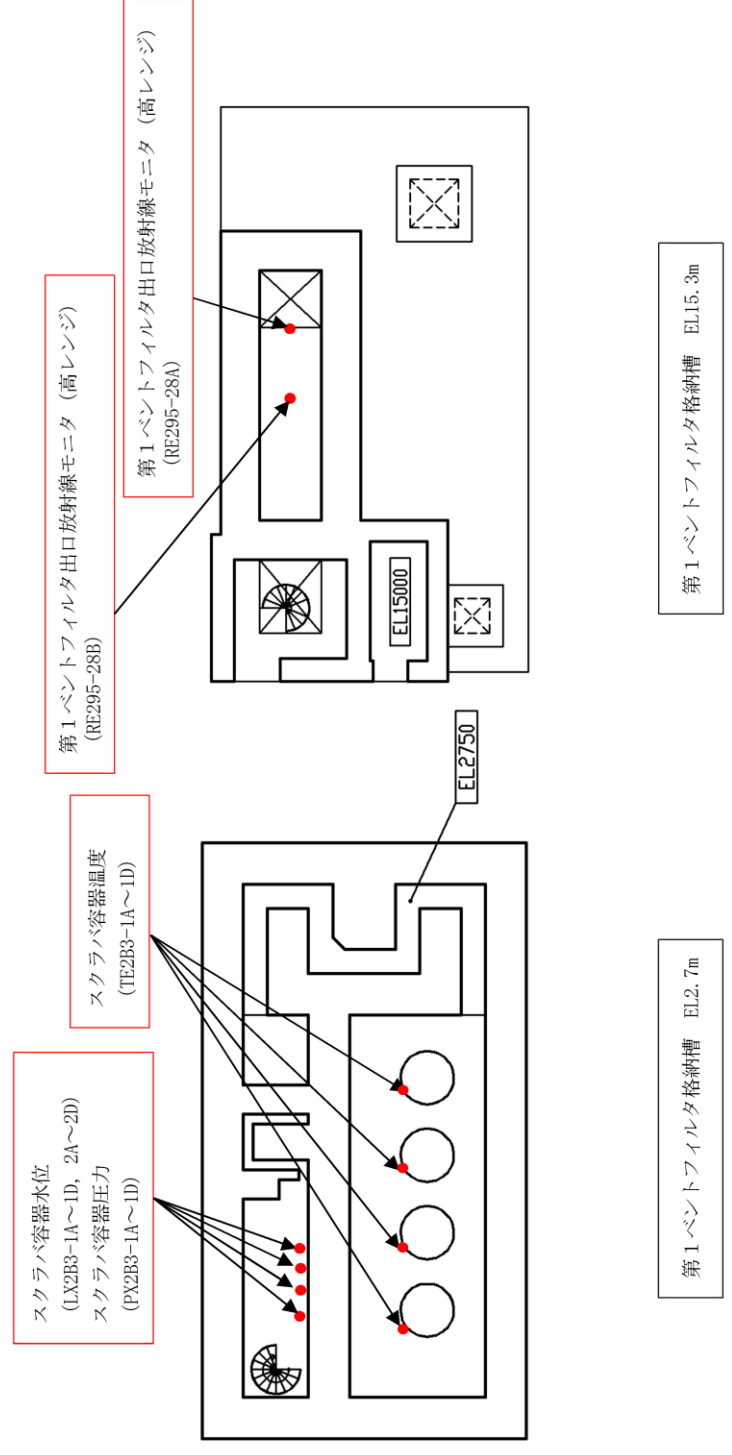 スクラバ容器水位
(LX2B3-1A～1D, 2A～2D)
スクラバ容器圧力
(PX2B3-1A～1D)
スクラバ容器温度
(TE2B3-1A～1D)
EL2750
第1ベントフィルタ格納槽 EL2.7m
第1ベントフィルタ出口放射線モニタ (高レンジ)
(RE295-28B)
第1ベントフィルタ出口放射線モニタ (高レンジ)
(RE295-28A)
EL15000
第1ベントフィルタ格納槽 EL15.3m